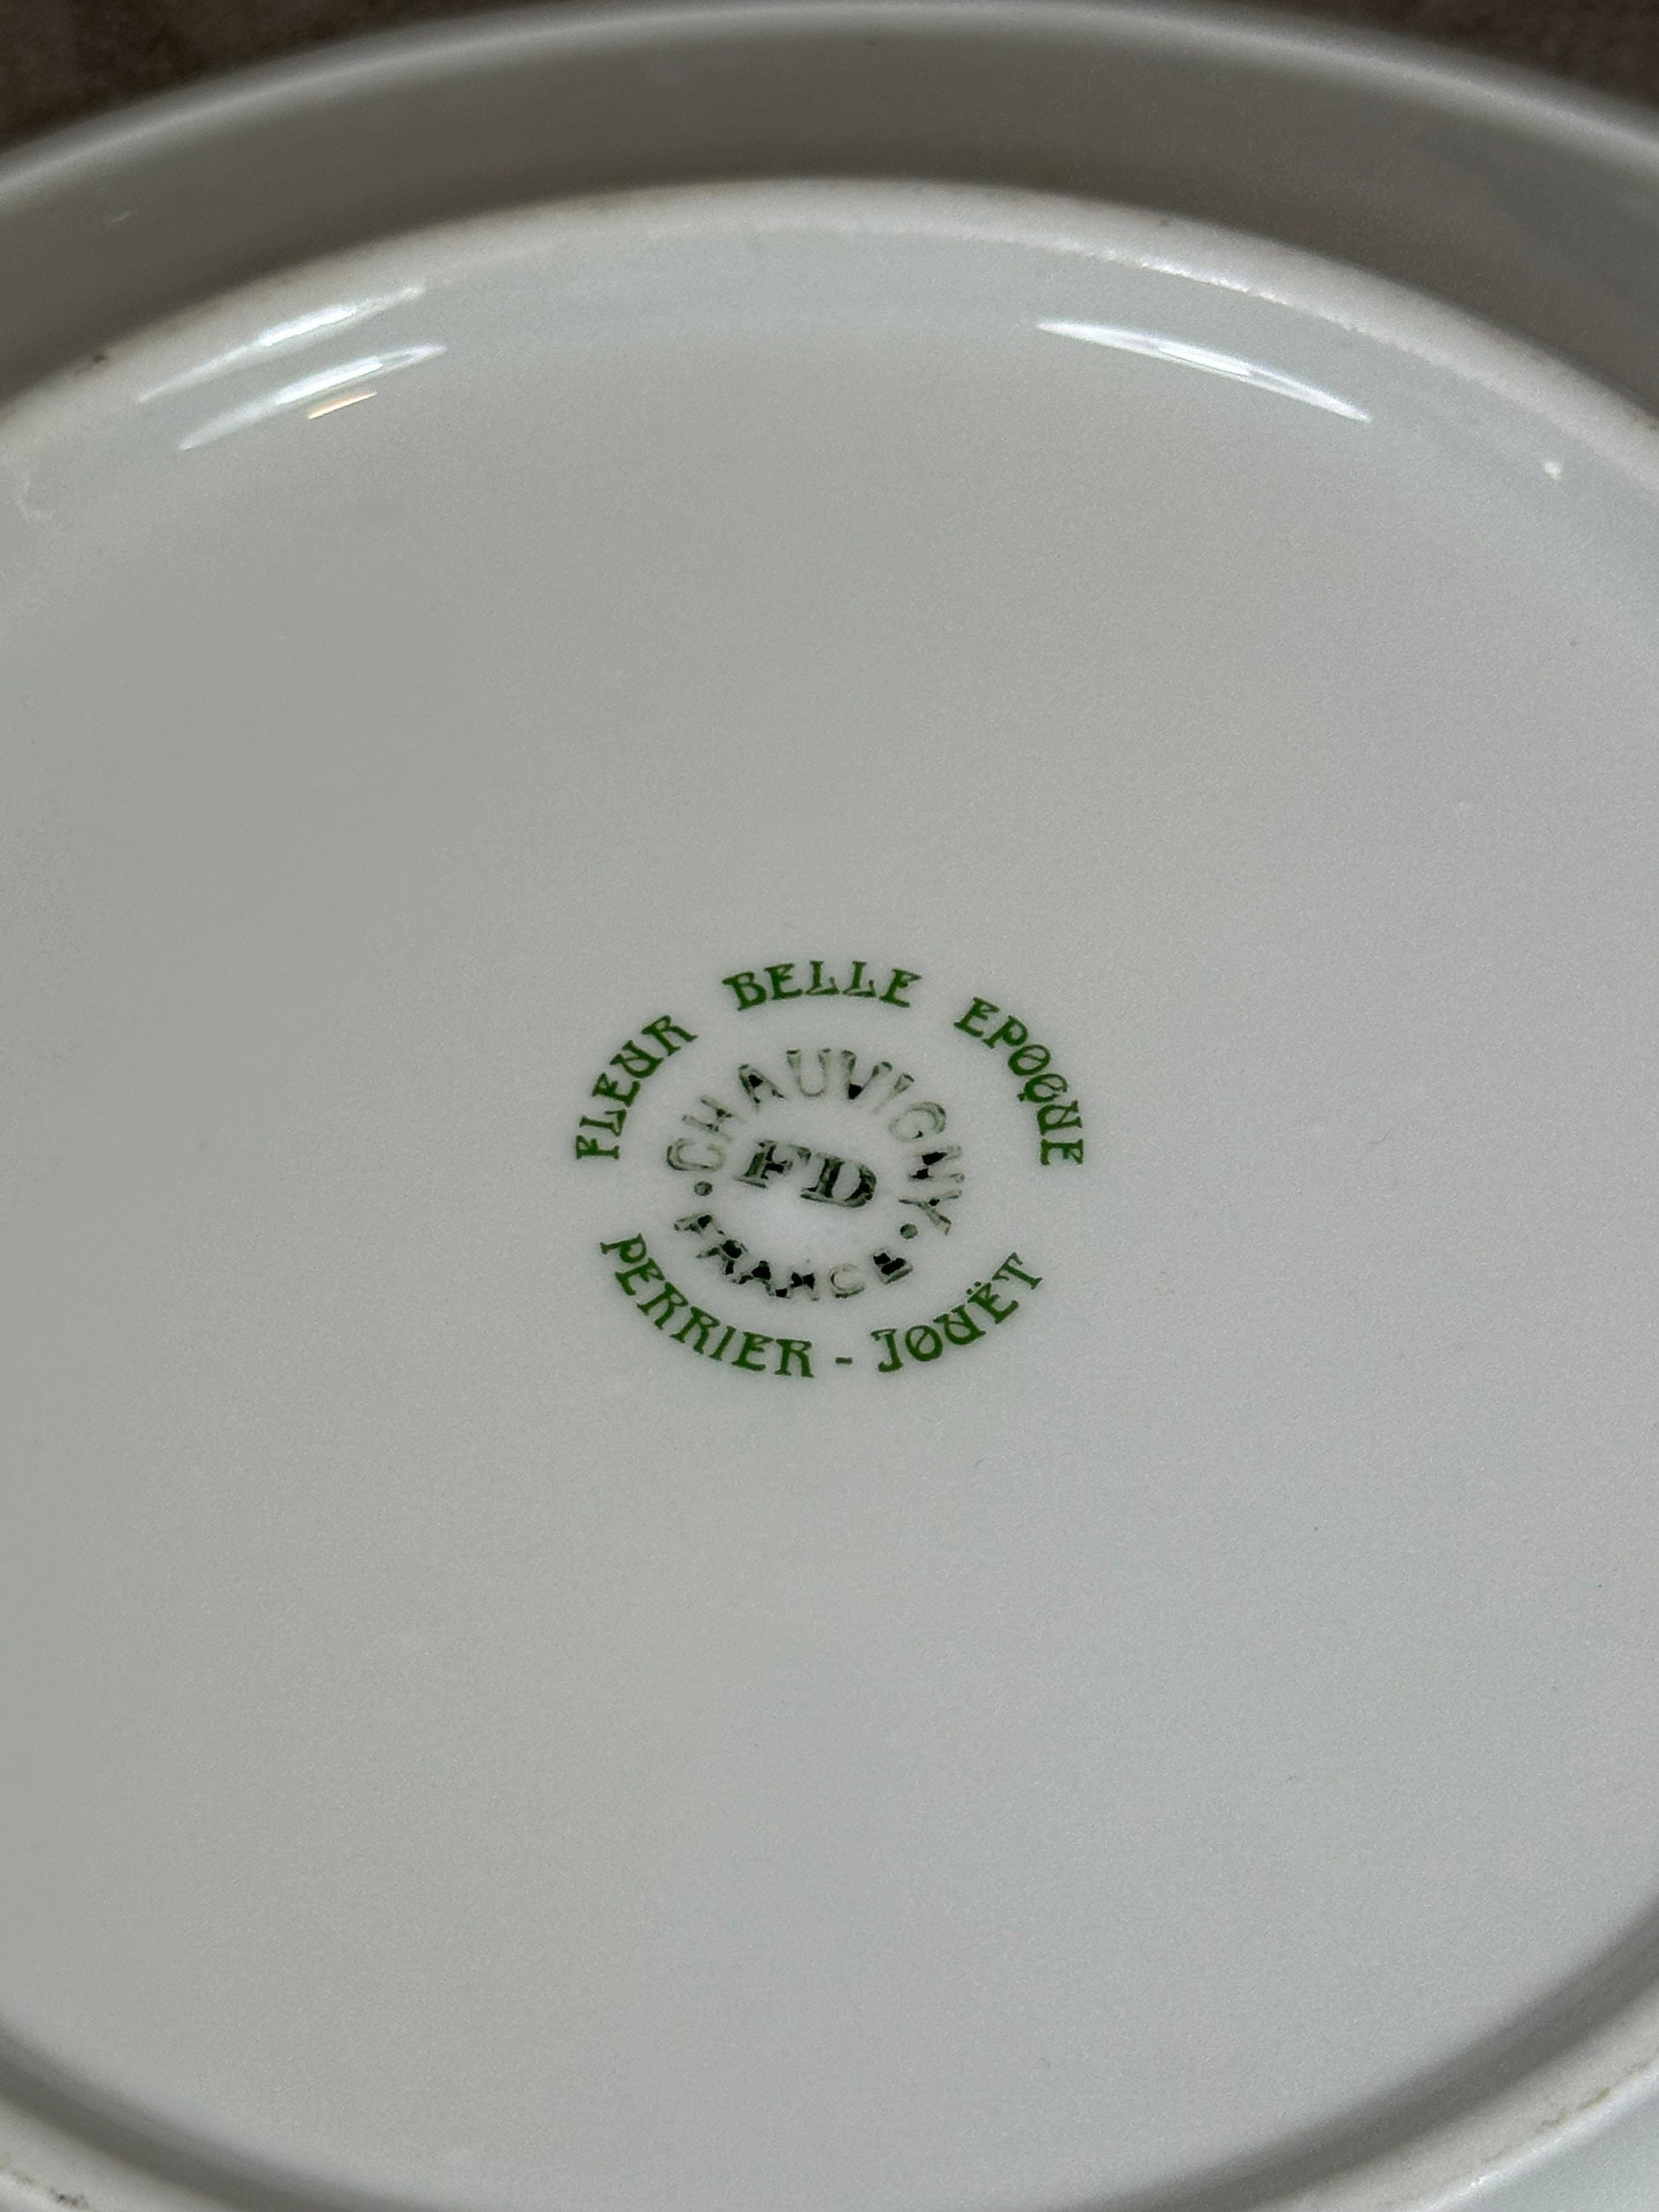 FLEUR BELLE EPOQUE
CHAUVIGNY
FD
FRANCE
PERRIER - JOUËT